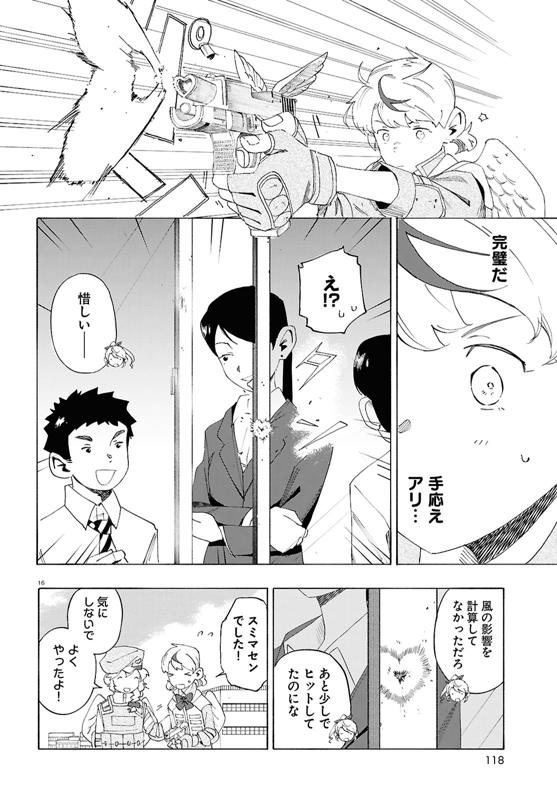 完璧だ
手応え
アリ…
え!?
惜しい──
風の影響を
計算して
なかっただろ
あと少しで
ヒットして
たのにな
スミマセン
でした！
気に
しないで
よく
やったよ！
16
118